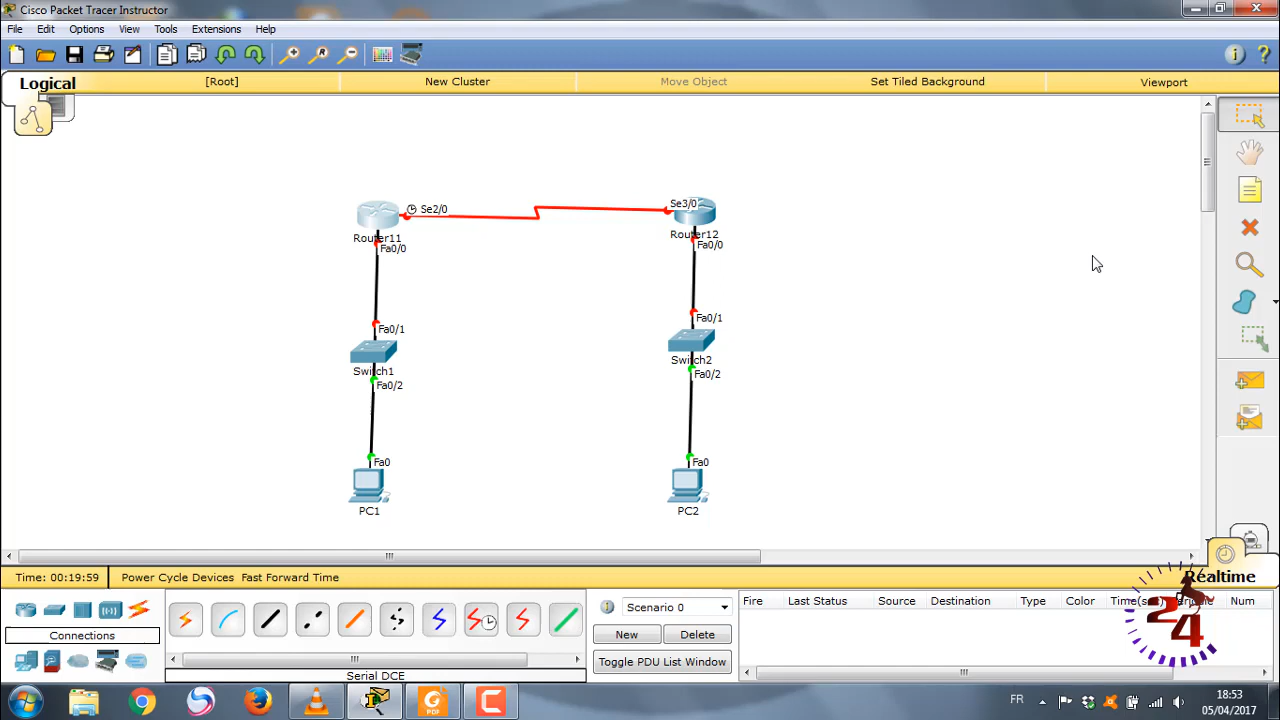 Cisco Packet Tracer Instructor
File Edit Options View Tools Extensions Help
Logical
[Root]
New Cluster
Move Object
Set Tiled Background
Viewport
Se2/0
Se3/0
Router11
Router12
Fa0/0
Fa0/0
Fa0/1
Fa0/1
Switch1
Switch2
Fa0/2
Fa0/2
Fa0
Fa0
PC1
PC2
Time: 00:19:59
Power Cycle Devices Fast Forward Time
Realtime
Connections
Serial DCE
Scenario 0
New
Delete
Toggle PDU List Window
Fire Last Status Source Destination Type Color Num
24
FR
18:53
05/04/2017